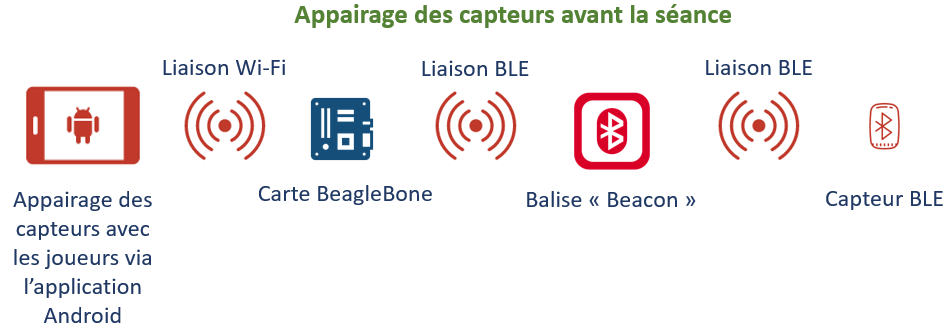 Appairage des capteurs avant la séance
Liaison Wi-Fi
Liaison BLE
Liaison BLE
Carte BeagleBone
Balise « Beacon »
Capteur BLE
Appairage des
capteurs avec
les joueurs via
l’application
Android